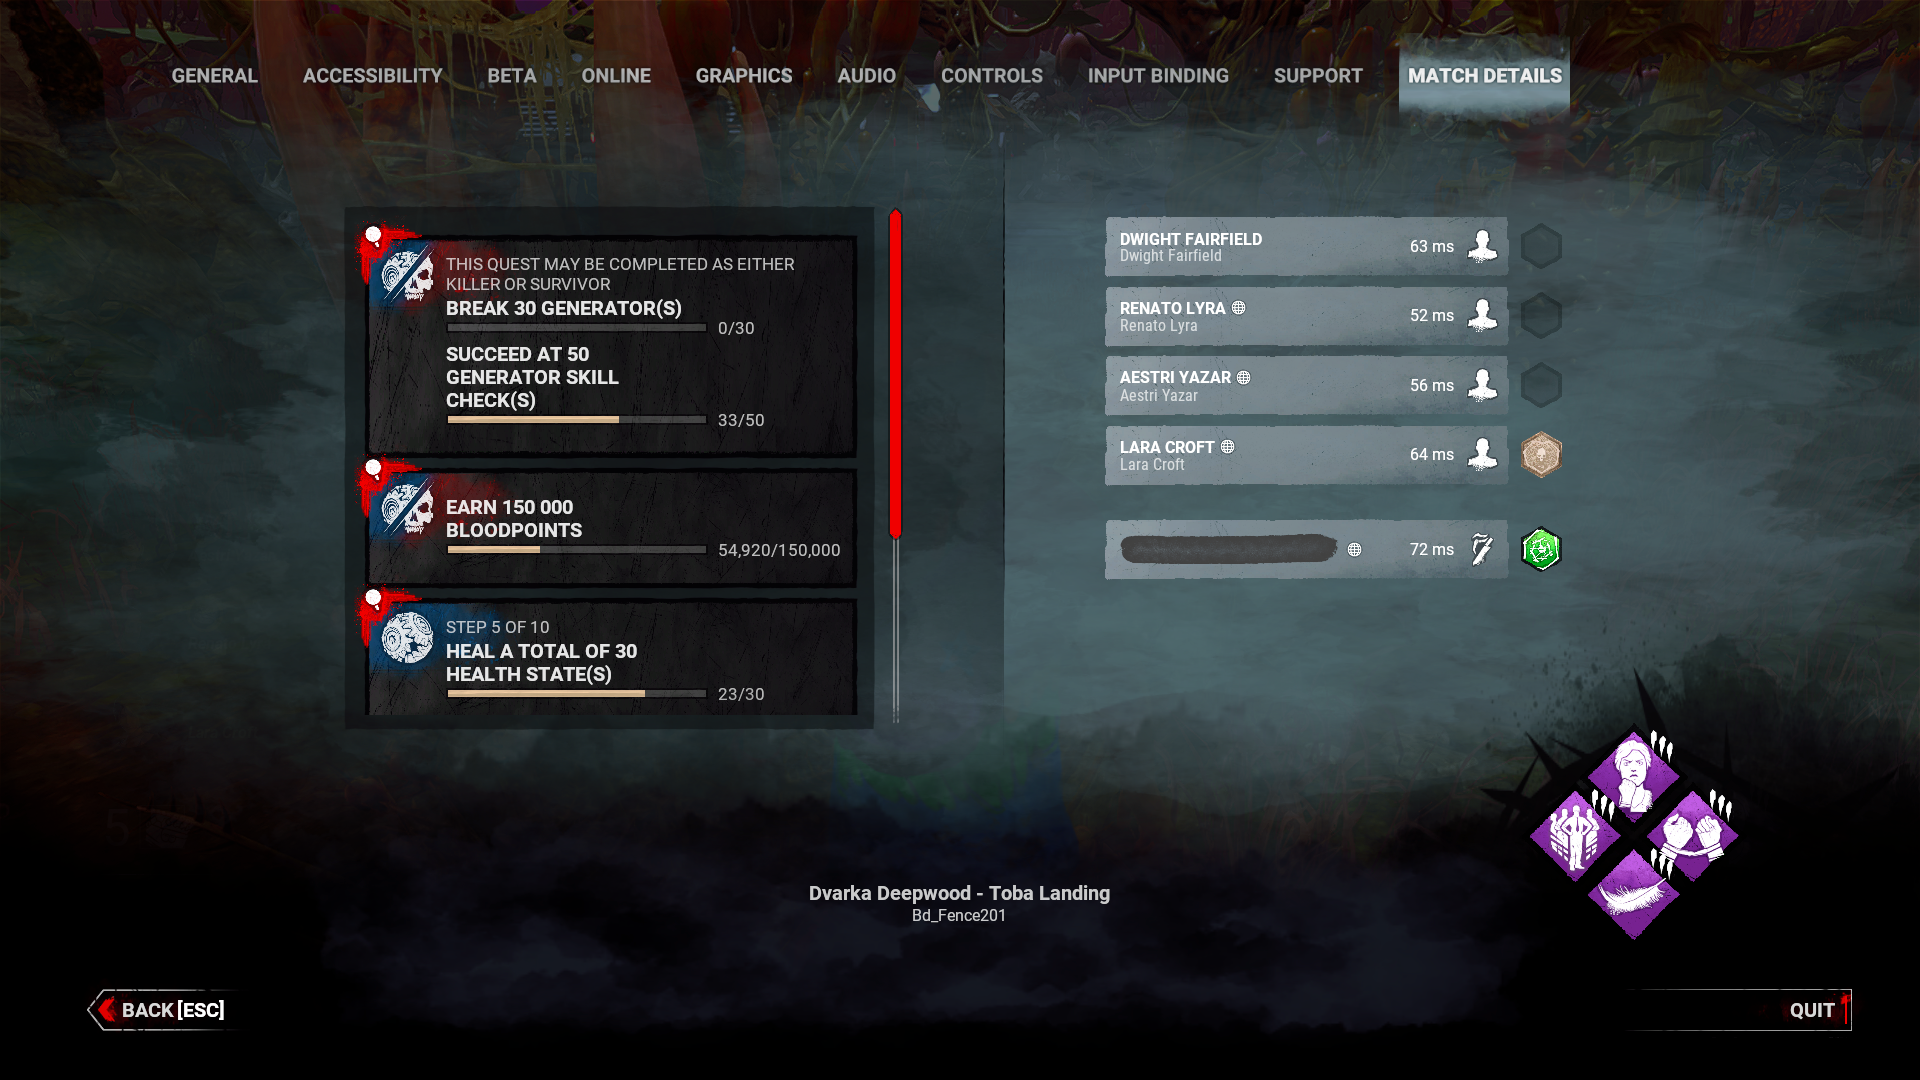 GENERAL ACCESSIBILITY BETA ONLINE GRAPHICS AUDIO CONTROLS INPUT BINDING SUPPORT MATCH DETAILS
THIS QUEST MAY BE COMPLETED AS EITHER
KILLER OR SURVIVOR
BREAK 30 GENERATOR(S)
0/30
SUCCEED AT 50
GENERATOR SKILL
CHECK(S)
33/50
EARN 150 000
BLOODPOINTS
54,920/150,000
STEP 5 OF 10
HEAL A TOTAL OF 30
HEALTH STATE(S)
23/30
DWIGHT FAIRFIELD
Dwight Fairfield
63 ms
RENATO LYRA
Renato Lyra
52 ms
AESTRI YAZAR
Aestri Yazar
56 ms
LARA CROFT
Lara Croft
64 ms
72 ms
Dvarka Deepwood - Toba Landing
Bd_Fence201
BACK [ESC]
QUIT